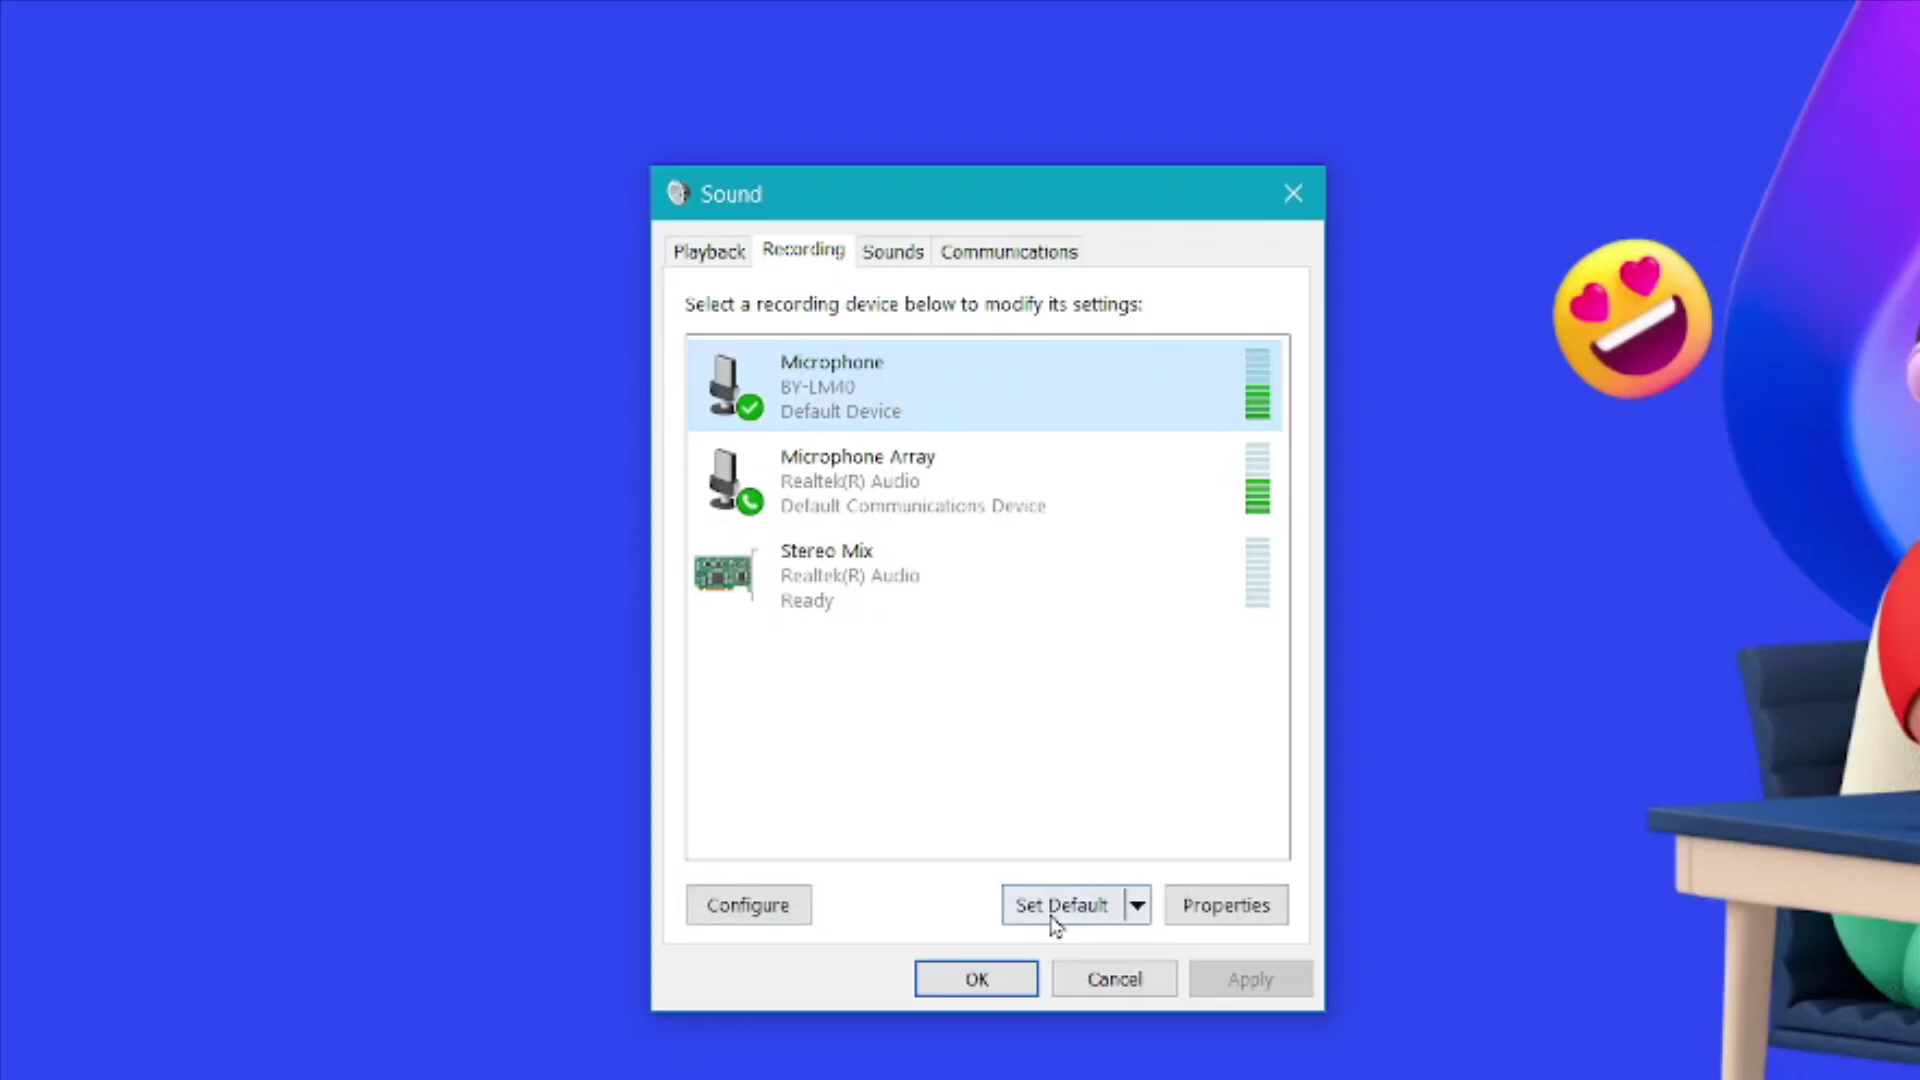 Sound
Playback
Recording
Sounds
Communications
Select a recording device below to modify its settings:
Microphone
BY-LM40
Default Device
Microphone Array
Realtek(R) Audio
Default Communications Device
Stereo Mix
Realtek(R) Audio
Ready
Configure
Set Default
Properties
OK
Cancel
Apply